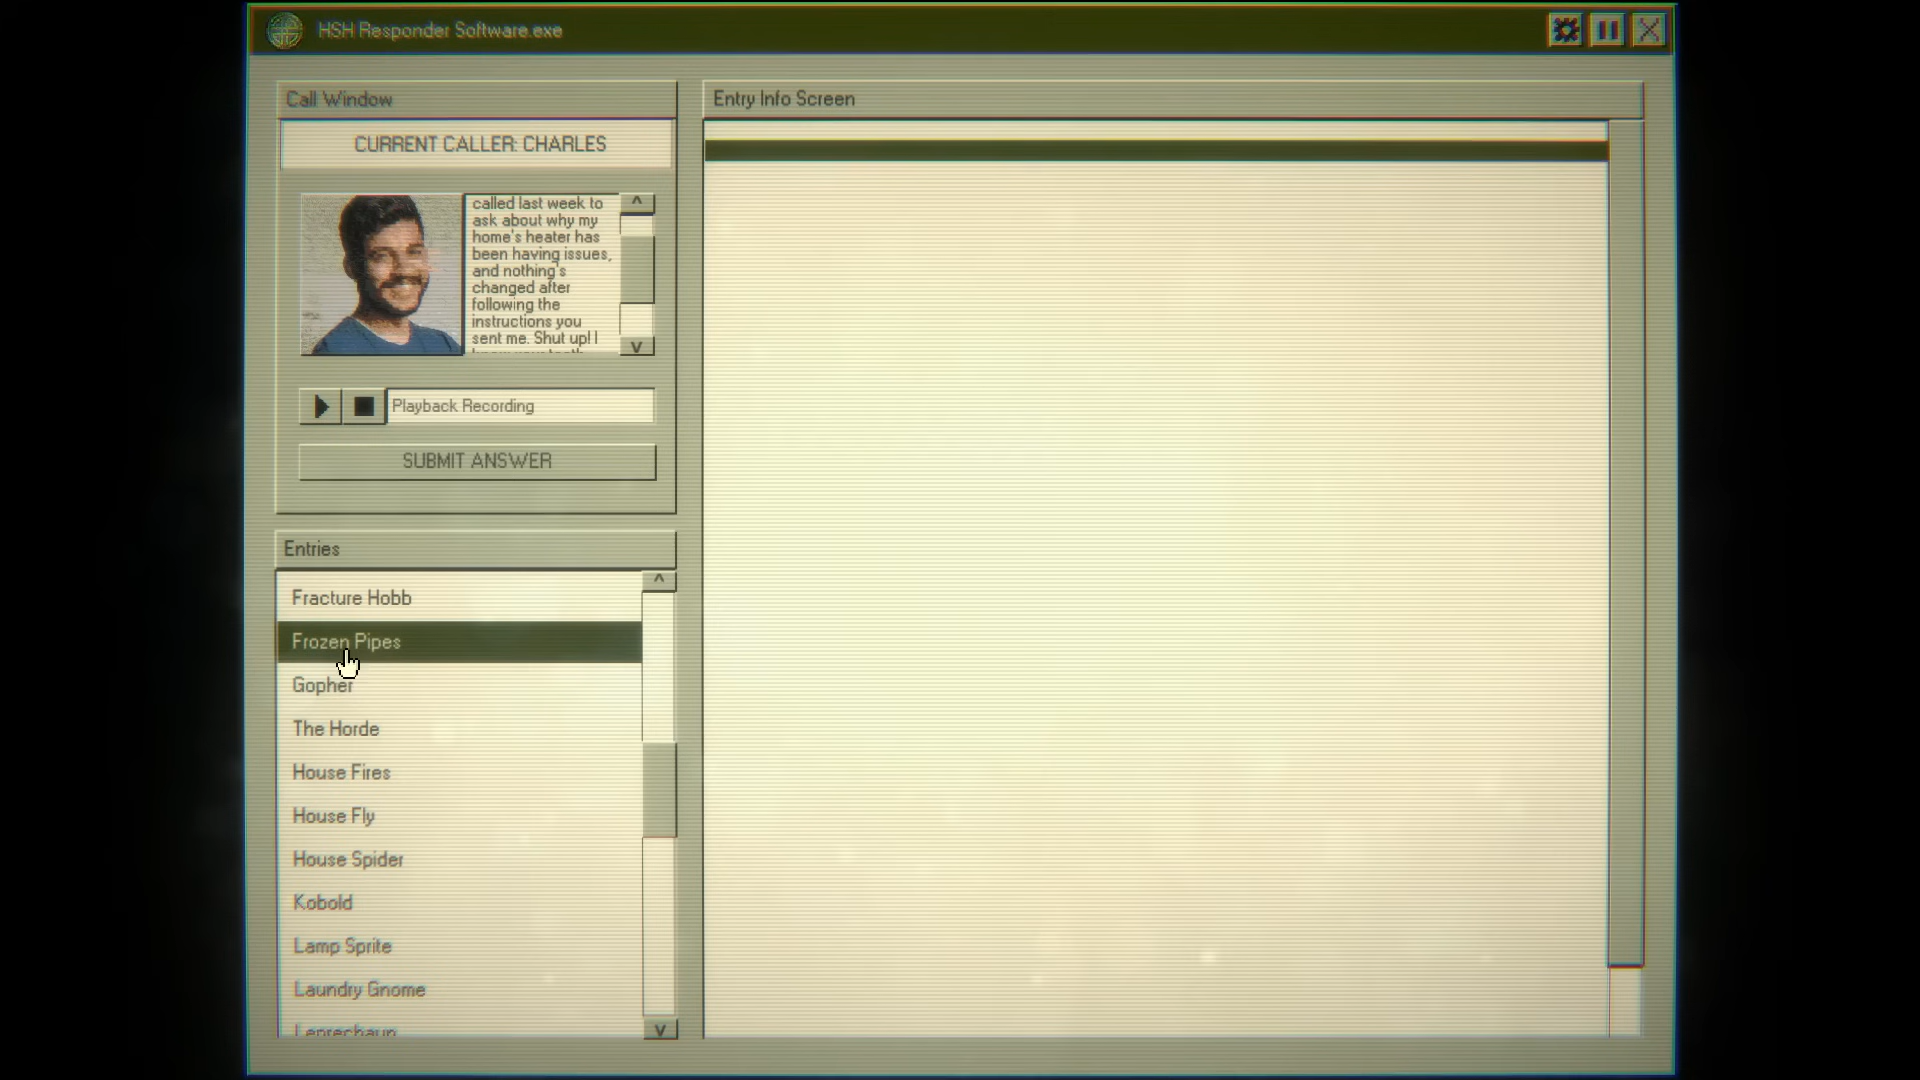 HSH Responder Software.exe
Call Window
CURRENT CALLER: CHARLES
called last week to
ask about why my
home's heater has
been having issues,
and nothing's
changed after
following the
instructions you
sent me. Shut up! I
Playback Recording
SUBMIT ANSWER
Entries
Fracture Hobb
Frozen Pipes
Gopher
The Horde
House Fires
House Fly
House Spider
Kobold
Lamp Sprite
Laundry Gnome
Leprechaun
Entry Info Screen